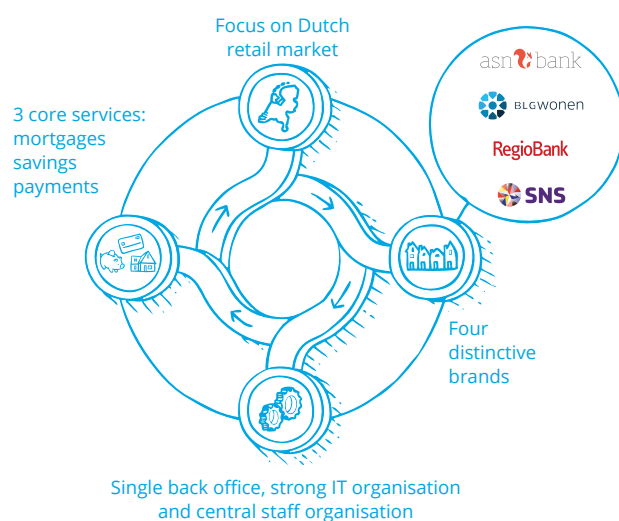 Focus on Dutch
retail market
asn bank
BLGWONEN
RegioBank
SNS
3 core services:
mortgages
savings
payments
Four
distinctive
brands
Single back office, strong IT organisation
and central staff organisation